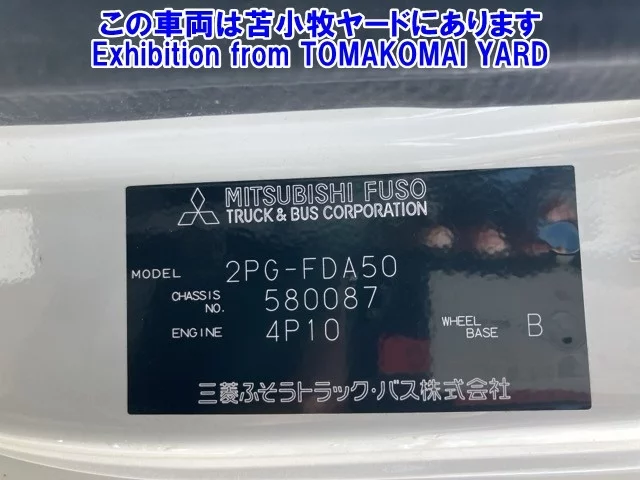 この車両は苫小牧ヤードにあります
Exhibition from TOMAKOMAI YARD
MITSUBISHI FUSO
TRUCK & BUS CORPORATION
MODEL 2PG-FDA50
CHASSIS NO. 580087
ENGINE 4P10 WHEEL BASE B
三菱ふそうトラック・バス株式会社